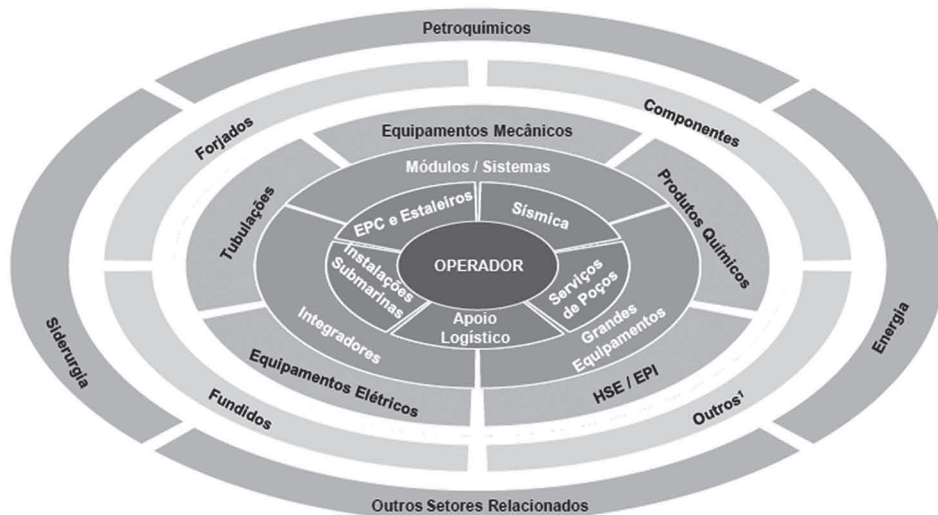 Petroquímicos
Forjados
Componentes
Equipamentos Mecânicos
Módulos / Sistemas
Tubulações
EPC e Estaleiros
Sísmica
Produtos Químicos
OPERADOR
Instalações
Submarinas
Serviços
de Poços
Siderurgia
Energia
Integradores
Apoio
Logístico
Grandes
Equipamentos
Equipamentos Elétricos
HSE / EPI
Fundidos
Outros¹
Outros Setores Relacionados